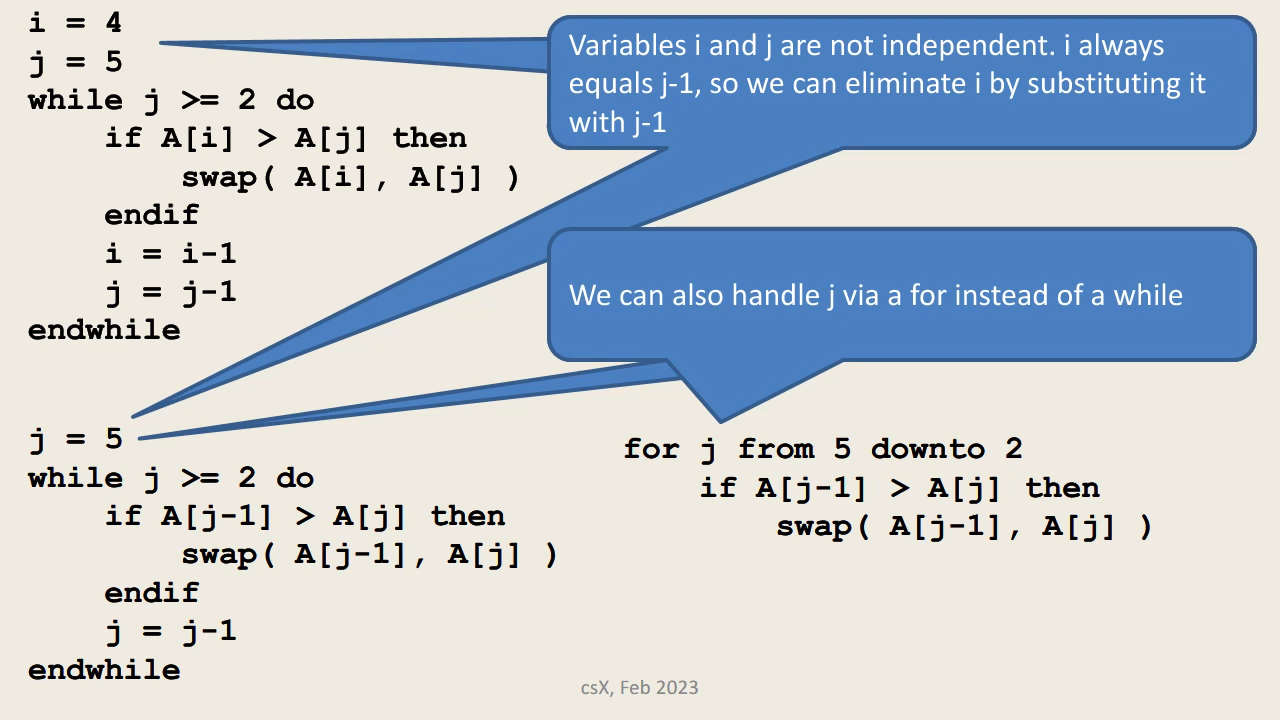 i = 4
j = 5
while j >= 2 do
if A[i] > A[j] then
swap( A[i], A[j] )
endif
i = i-1
j = j-1
endwhile
Variables i and j are not independent. i always
equals j-1, so we can eliminate i by substituting it
with j-1
We can also handle j via a for instead of a while
j = 5
while j >= 2 do
if A[j-1] > A[j] then
swap( A[j-1], A[j] )
endif
j = j-1
endwhile
for j from 5 downto 2
if A[j-1] > A[j] then
swap( A[j-1], A[j] )
csX, Feb 2023